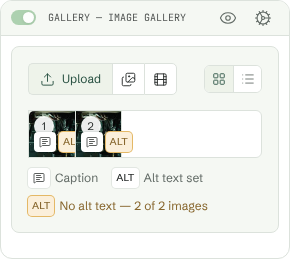 GALLERY — IMAGE GALLERY
Upload
1 2
ALT ALT
Caption ALT Alt text set
ALT No alt text — 2 of 2 images